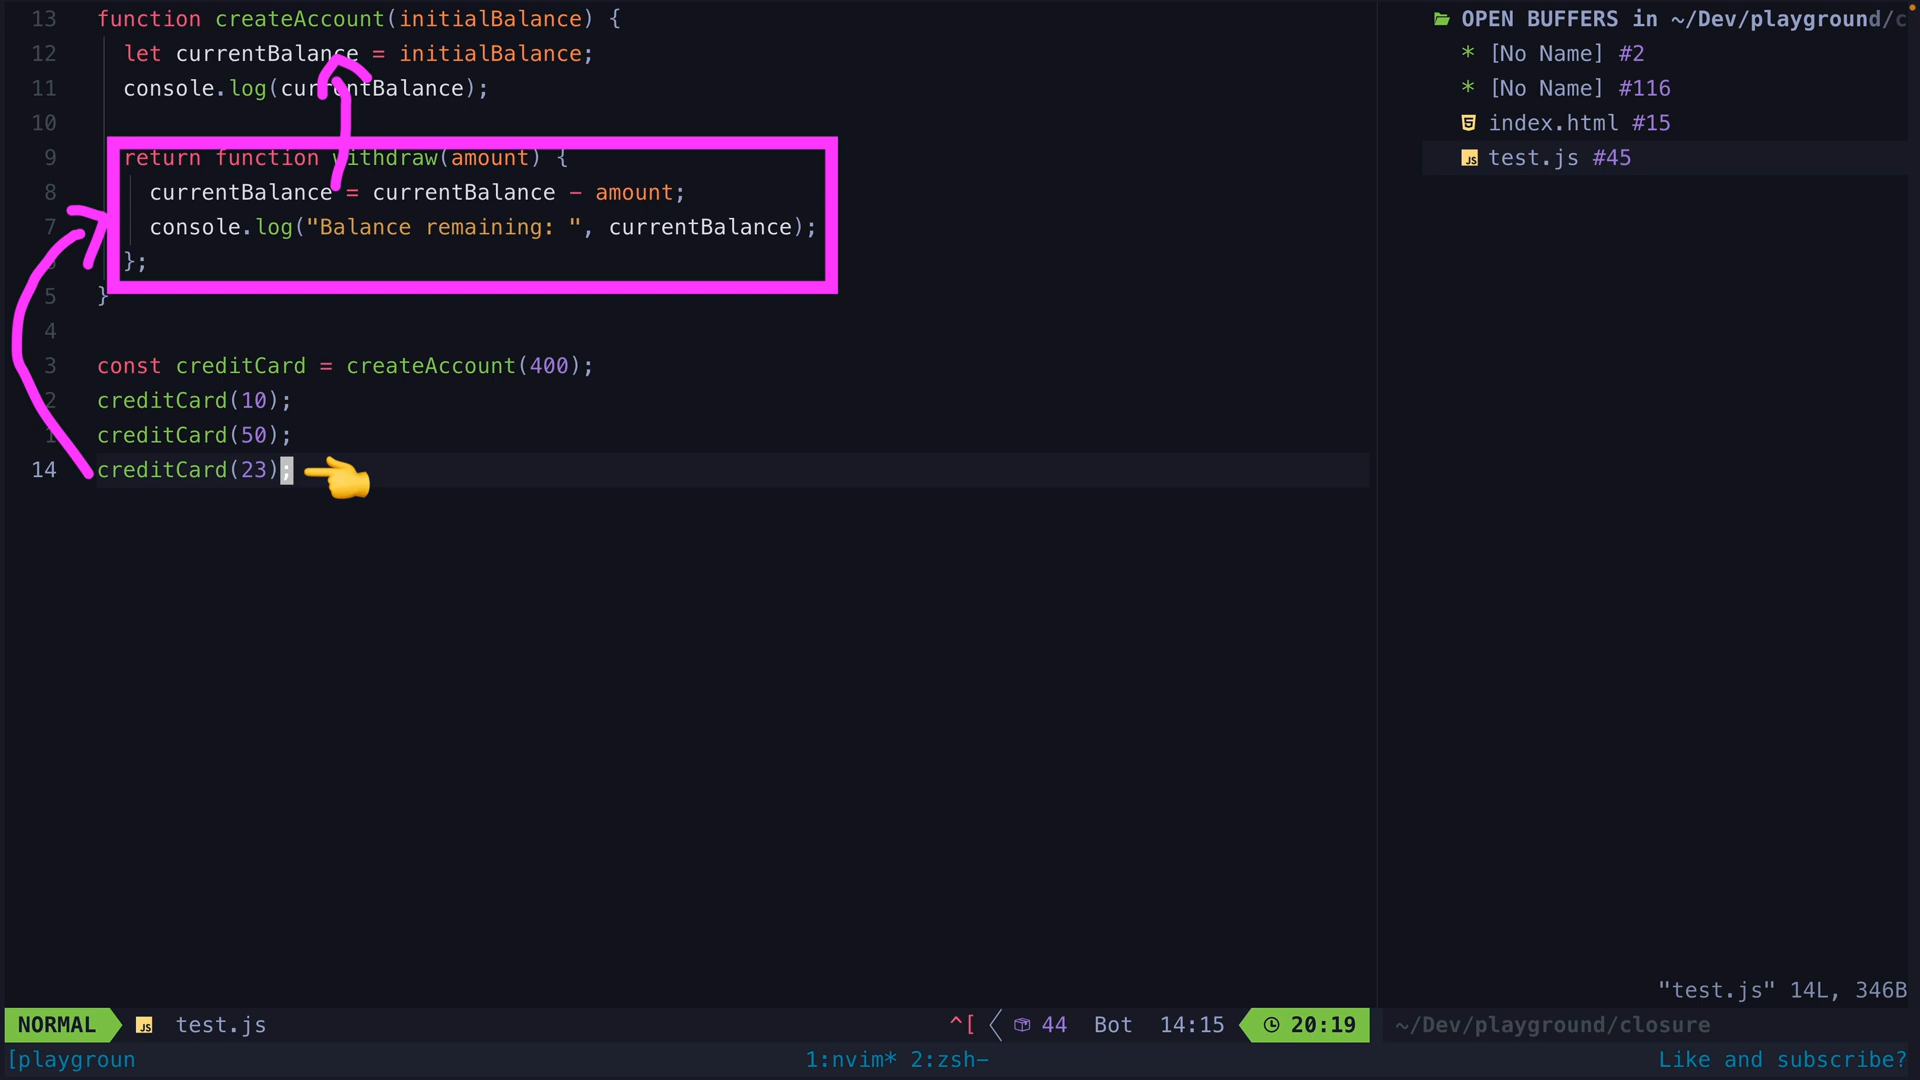 13 function createAccount(initialBalance) {
12 let currentBalance = initialBalance;
11 console.log(currentBalance);
10
9 return function withdraw(amount) {
8 currentBalance = currentBalance - amount;
7 console.log("Balance remaining: ", currentBalance);
};
5 }
4
3 const creditCard = createAccount(400);
2 creditCard(10);
1 creditCard(50);
14 creditCard(23);
OPEN BUFFERS in ~/Dev/playground/c
* [No Name] #2
* [No Name] #116
index.html #15
JS test.js #45
"test.js" 14L, 346B
NORMAL JS test.js ^[ 44 Bot 14:15 20:19 ~/Dev/playground/closure
[playgroun 1:nvim* 2:zsh- Like and subscribe?